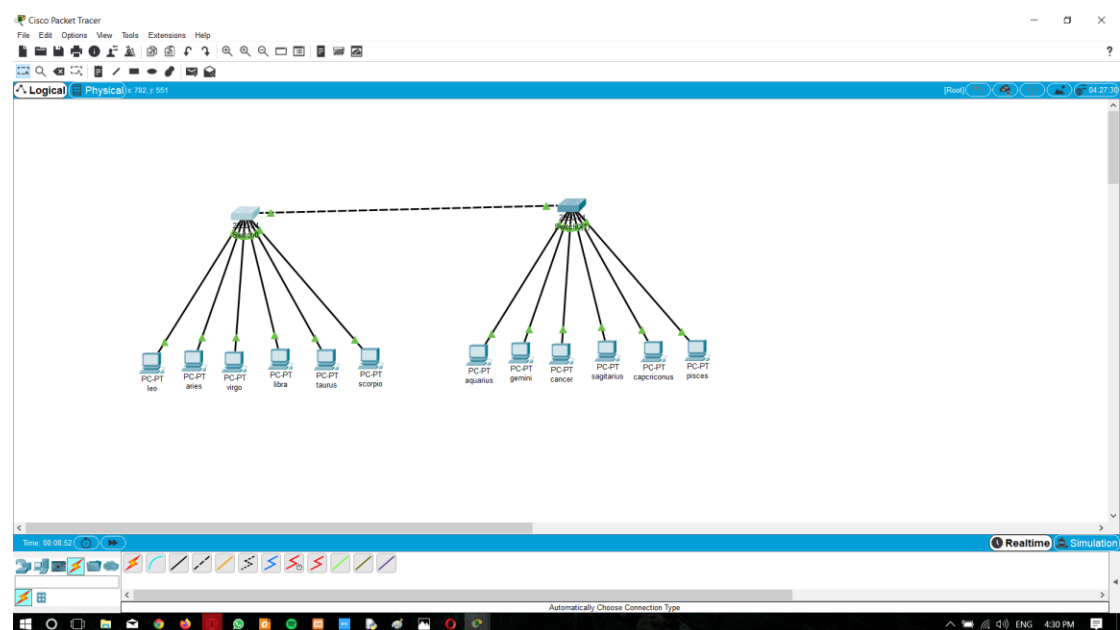 Cisco Packet Tracer
File Edit Options View Tools Extensions Help
?
Logical Physical x: 782, y: 551 [Root] 04:27:30
PC-PT leo
PC-PT aries
PC-PT virgo
PC-PT libra
PC-PT taurus
PC-PT scorpio
PC-PT aquarius
PC-PT gemini
PC-PT cancer
PC-PT sagitarius
PC-PT capcriconus
PC-PT pisces
Time: 00:08:52 Realtime Simulation
Automatically Choose Connection Type
ENG 4:30 PM